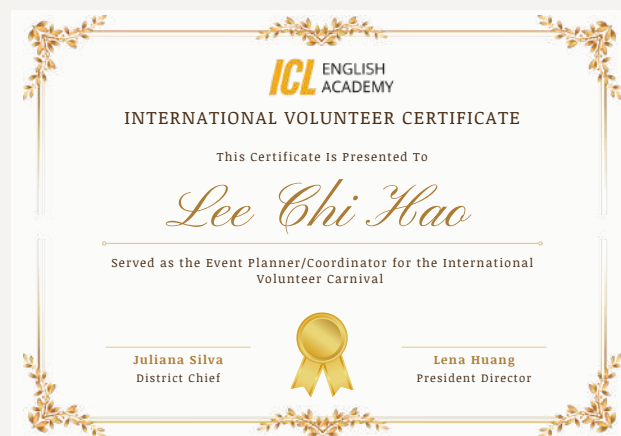 ICL ENGLISH
ACADEMY
INTERNATIONAL VOLUNTEER CERTIFICATE
This Certificate Is Presented To
Lee Chi Hao
Served as the Event Planner/Coordinator for the International
Volunteer Carnival
Juliana Silva
District Chief
Lena Huang
President Director